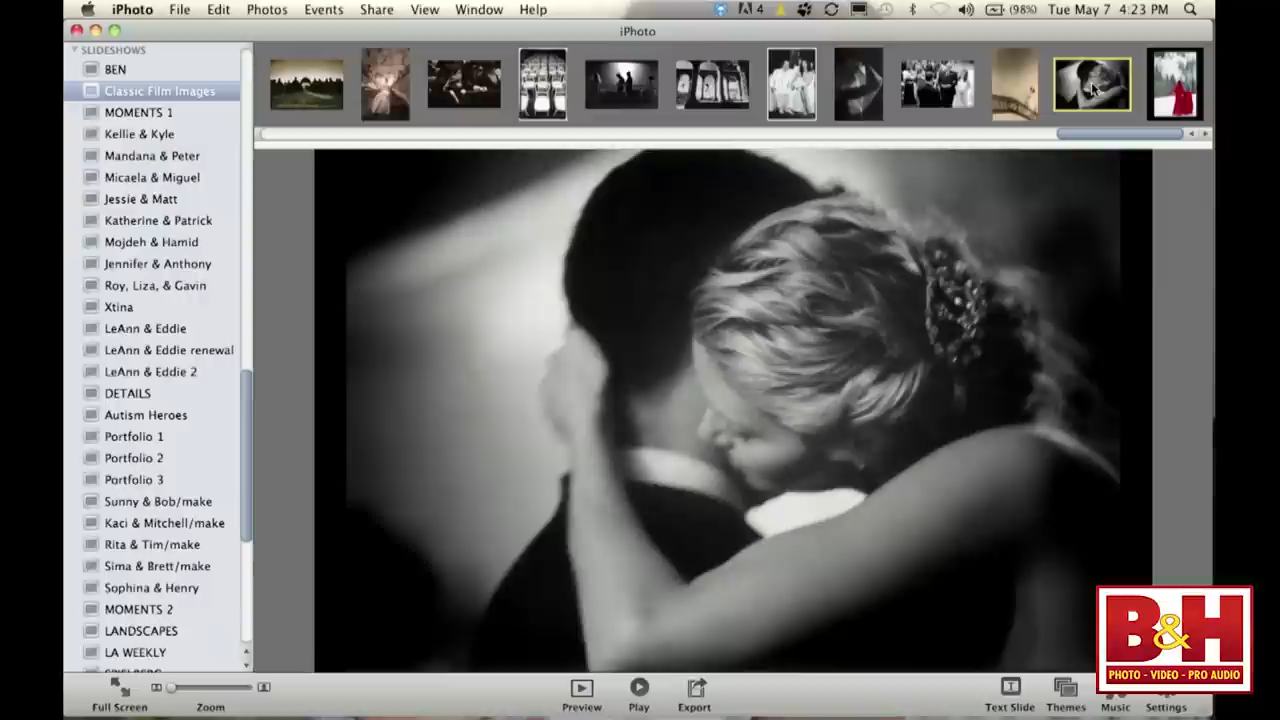 iPhoto File Edit Photos Events Share View Window Help 4 (98%) Tue May 7 4:23 PM
iPhoto
SLIDESHOWS
BEN
Classic Film Images
MOMENTS 1
Kellie & Kyle
Mandana & Peter
Micaela & Miguel
Jessie & Matt
Katherine & Patrick
Mojdeh & Hamid
Jennifer & Anthony
Roy, Liza, & Gavin
Xtina
LeAnn & Eddie
LeAnn & Eddie renewal
LeAnn & Eddie 2
DETAILS
Autism Heroes
Portfolio 1
Portfolio 2
Portfolio 3
Sunny & Bob/make
Kaci & Mitchell/make
Rita & Tim/make
Sima & Brett/make
Sophina & Henry
MOMENTS 2
LANDSCAPES
LA WEEKLY
B&H
PHOTO - VIDEO - PRO AUDIO
Full Screen Zoom Preview Play Export Text Slide Themes Music Settings